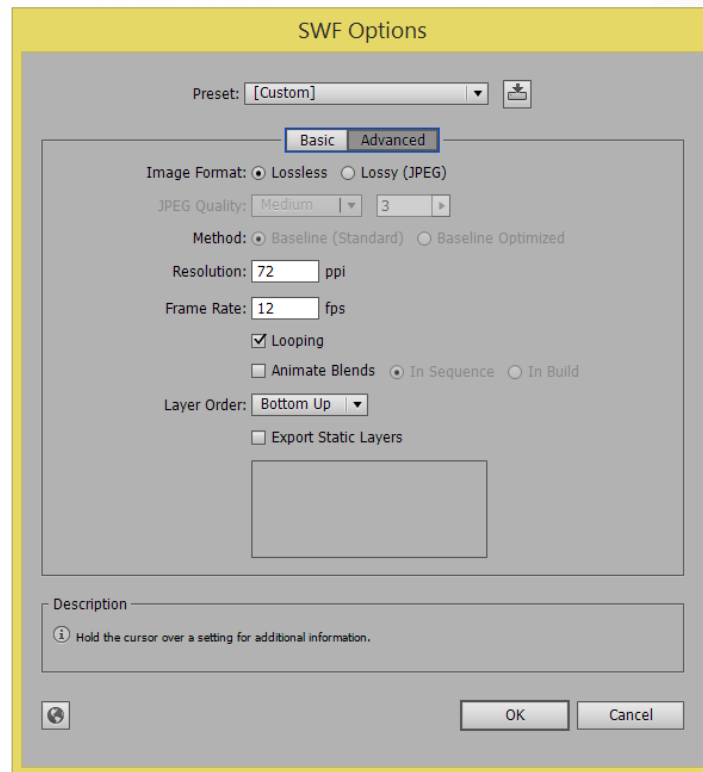 SWF Options
Preset: [Custom]
Basic Advanced
Image Format: Lossless Lossy (JPEG)
JPEG Quality: Medium 3
Method: Baseline (Standard) Baseline Optimized
Resolution: 72 ppi
Frame Rate: 12 fps
Looping
Animate Blends In Sequence In Build
Layer Order: Bottom Up
Export Static Layers
Description
Hold the cursor over a setting for additional information.
OK Cancel